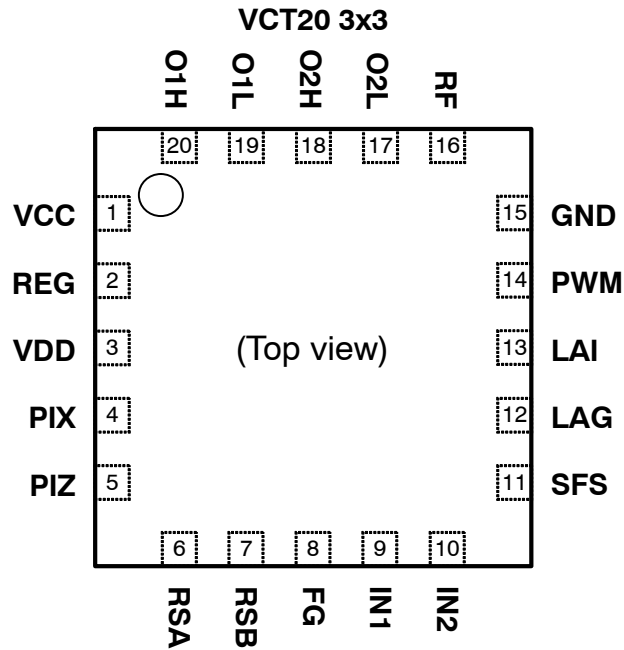 VCT20 3x3
O1H O1L O2H O2L RF
20 19 18 17 16
VCC 1 15 GND
REG 2 14 PWM
VDD 3 (Top view) 13 LAI
PIX 4 12 LAG
PIZ 5 11 SFS
6 7 8 9 10
RSA RSB FG IN1 IN2